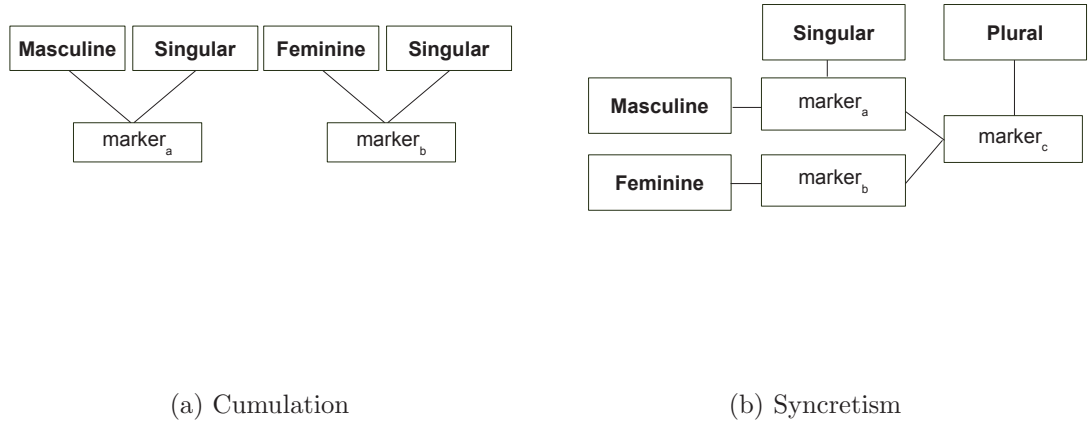 Masculine Singular Feminine Singular
marker_a marker_b
(a) Cumulation
Singular Plural
Masculine marker_a
marker_c
Feminine marker_b
(b) Syncretism